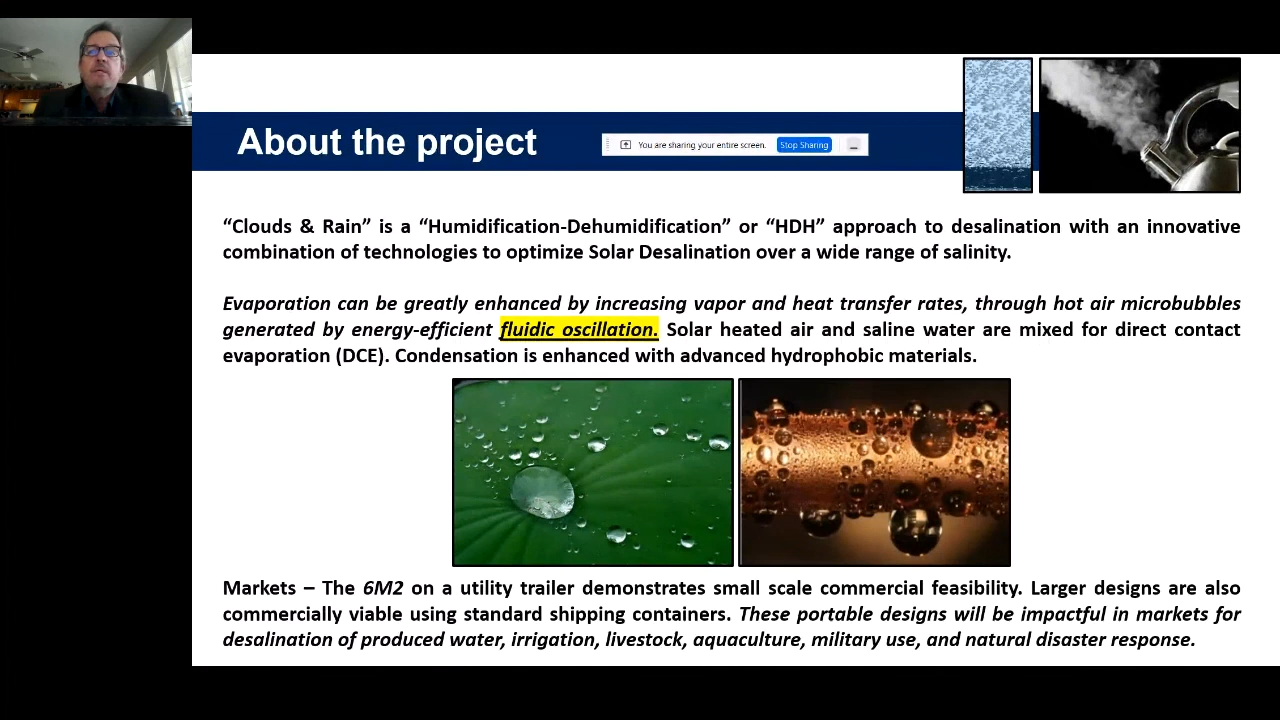 About the project
You are sharing your entire screen. Stop Sharing
“Clouds & Rain” is a “Humidification-Dehumidification” or “HDH” approach to desalination with an innovative
combination of technologies to optimize Solar Desalination over a wide range of salinity.
Evaporation can be greatly enhanced by increasing vapor and heat transfer rates, through hot air microbubbles
generated by energy-efficient fluidic oscillation. Solar heated air and saline water are mixed for direct contact
evaporation (DCE). Condensation is enhanced with advanced hydrophobic materials.
Markets – The 6M2 on a utility trailer demonstrates small scale commercial feasibility. Larger designs are also
commercially viable using standard shipping containers. These portable designs will be impactful in markets for
desalination of produced water, irrigation, livestock, aquaculture, military use, and natural disaster response.